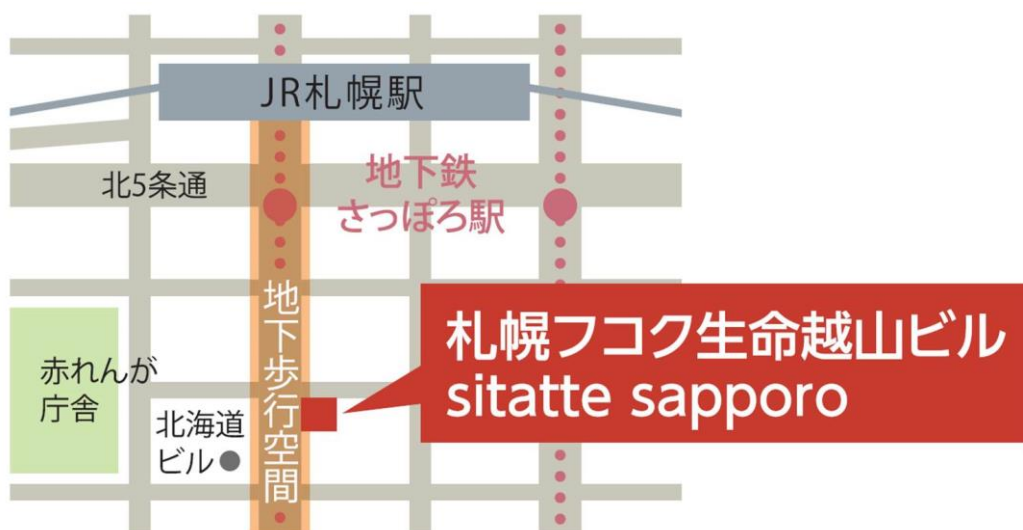 JR札幌駅
北5条通
地下鉄
さっぽろ駅
地下歩行空間
札幌フコク生命越山ビル
sitatte sapporo
赤れんが
庁舎
北海道
ビル